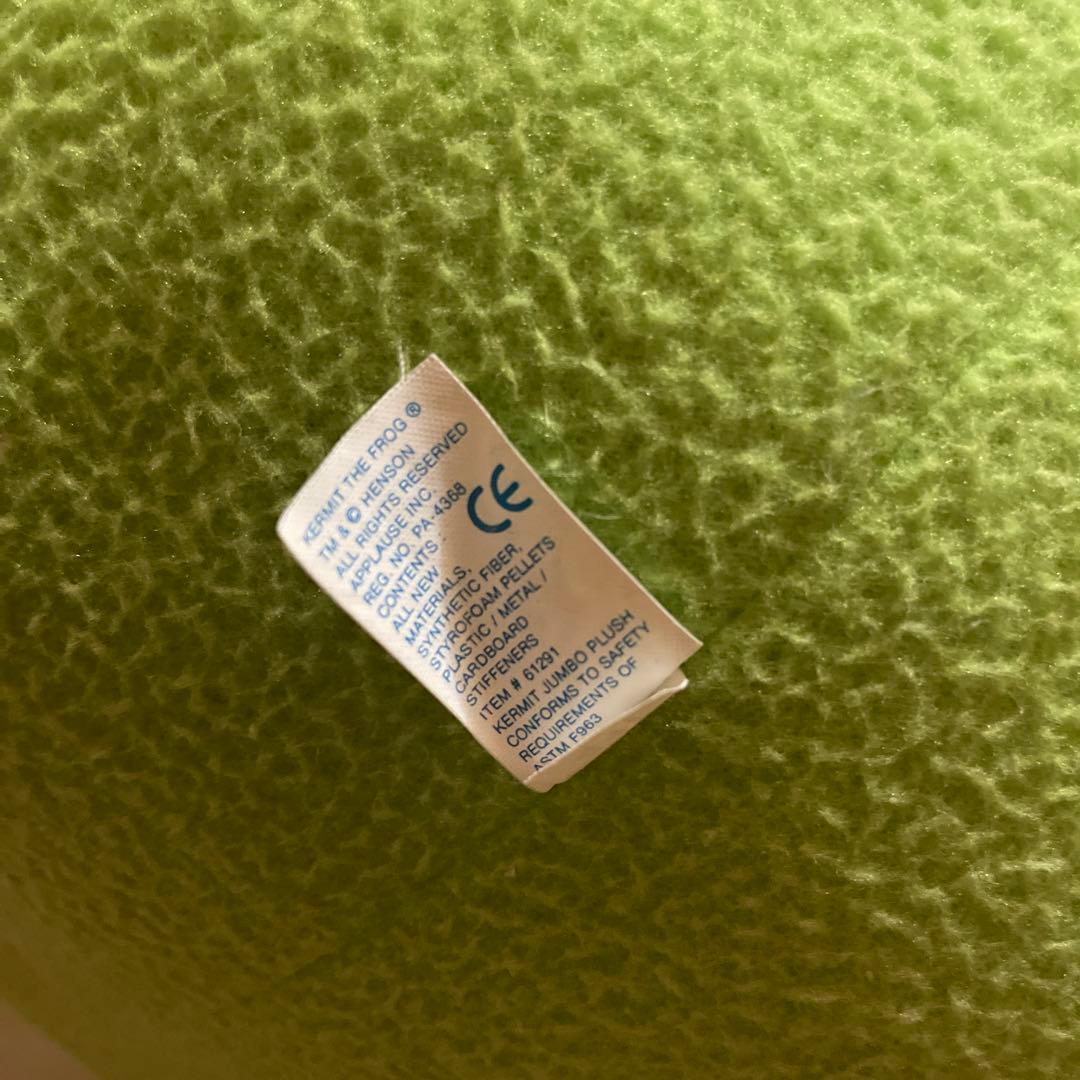 KERMIT THE FROG ®
TM & © HENSON
ALL RIGHTS RESERVED
APPLAUSE INC.
REG. NO. PA-4368
CONTENTS
ALL NEW
MATERIALS,
SYNTHETIC FIBER,
STYROFOAM PELLETS
PLASTIC / METAL /
CARDBOARD
STIFFENERS
ITEM # 61291
KERMIT JUMBO PLUSH
CONFORMS TO SAFETY
REQUIREMENTS OF
ASTM F963
CE